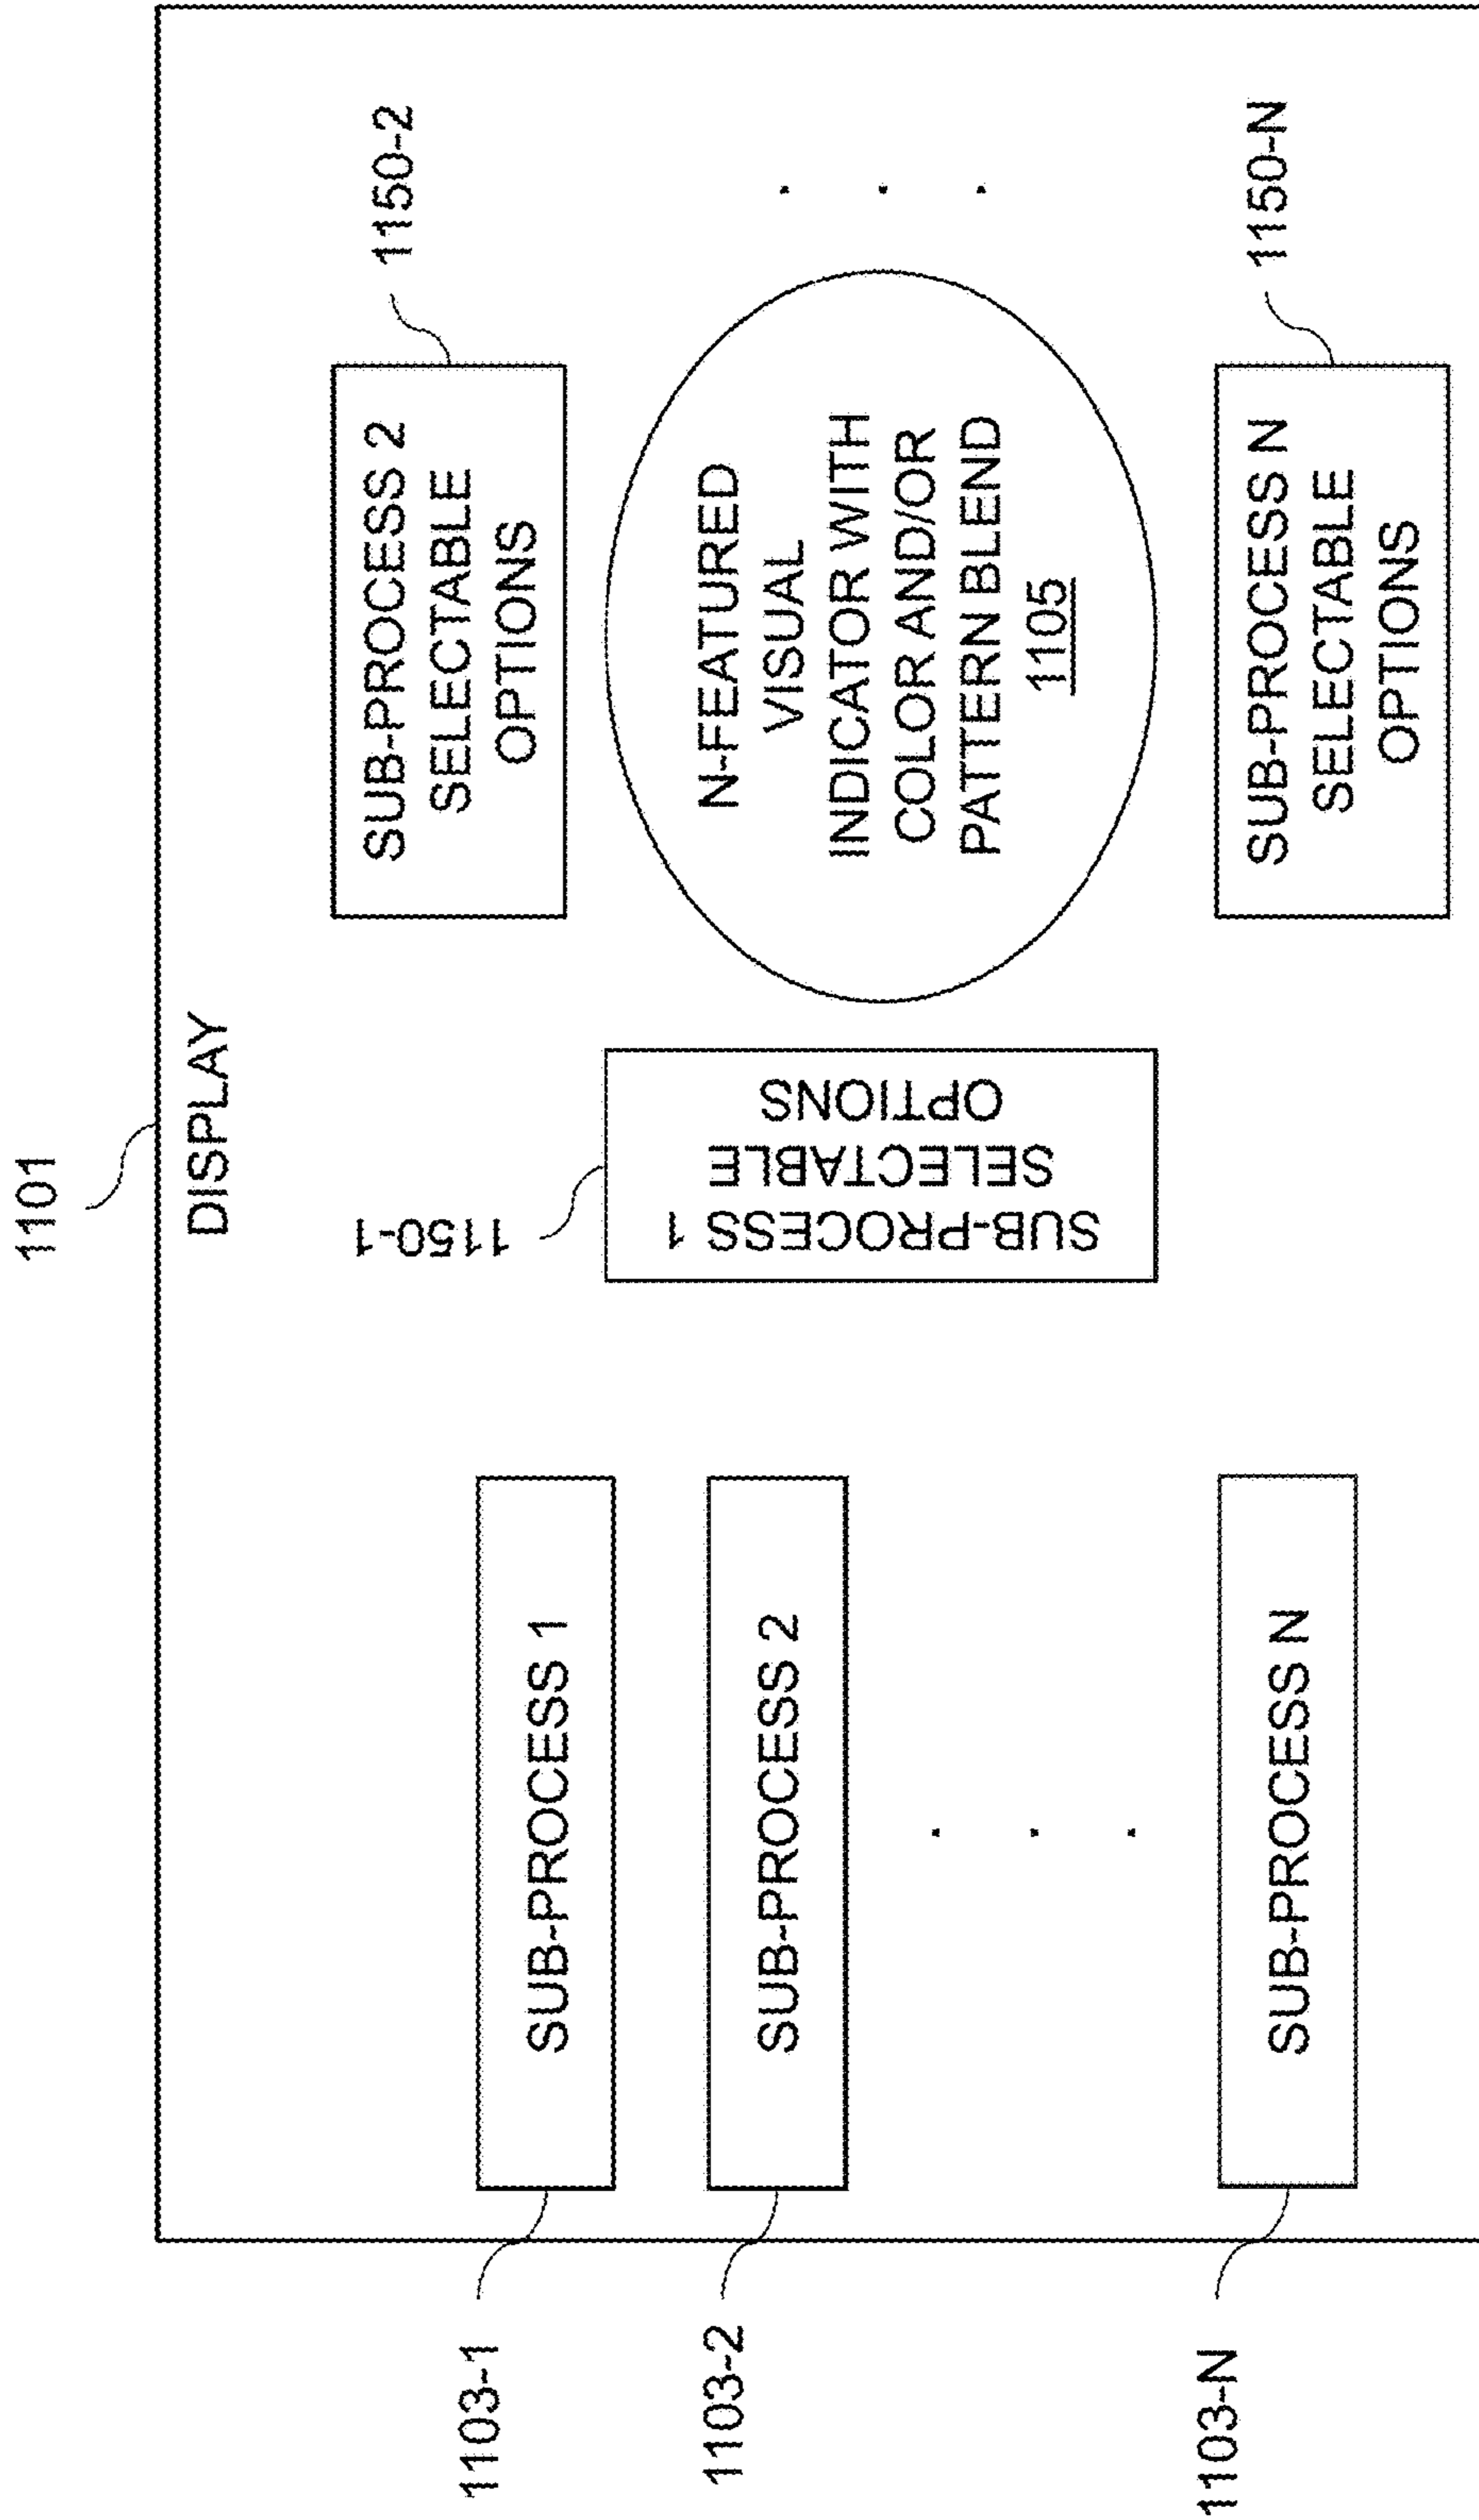 1101
DISPLAY
1103-1
SUB-PROCESS 1
1103-2
SUB-PROCESS 2
.
.
.
1103-N
SUB-PROCESS N
1150-1
SUB-PROCESS 1
SELECTABLE
OPTIONS
SUB-PROCESS 2
SELECTABLE
OPTIONS
1150-2
N-FEATURED
VISUAL
INDICATOR WITH
COLOR AND/OR
PATTERN BLEND
1105
.
.
.
SUB-PROCESS N
SELECTABLE
OPTIONS
1150-N